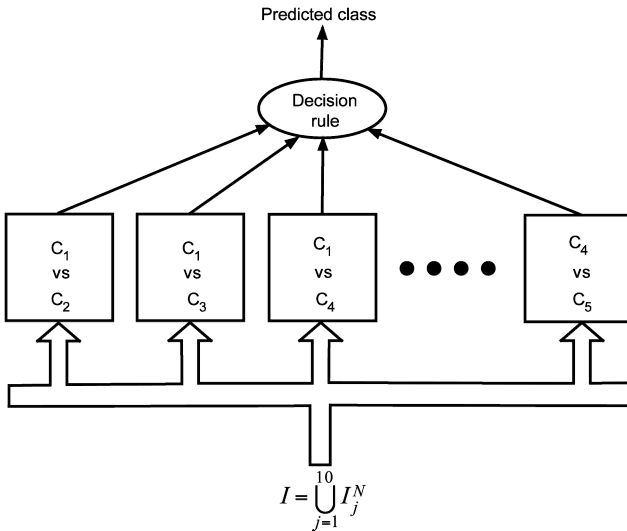 Predicted class
Decision
rule
C₁
vs
C₂
C₁
vs
C₃
C₁
vs
C₄
C₄
vs
C₅
10
I = ⋃ I_j^N
j=1